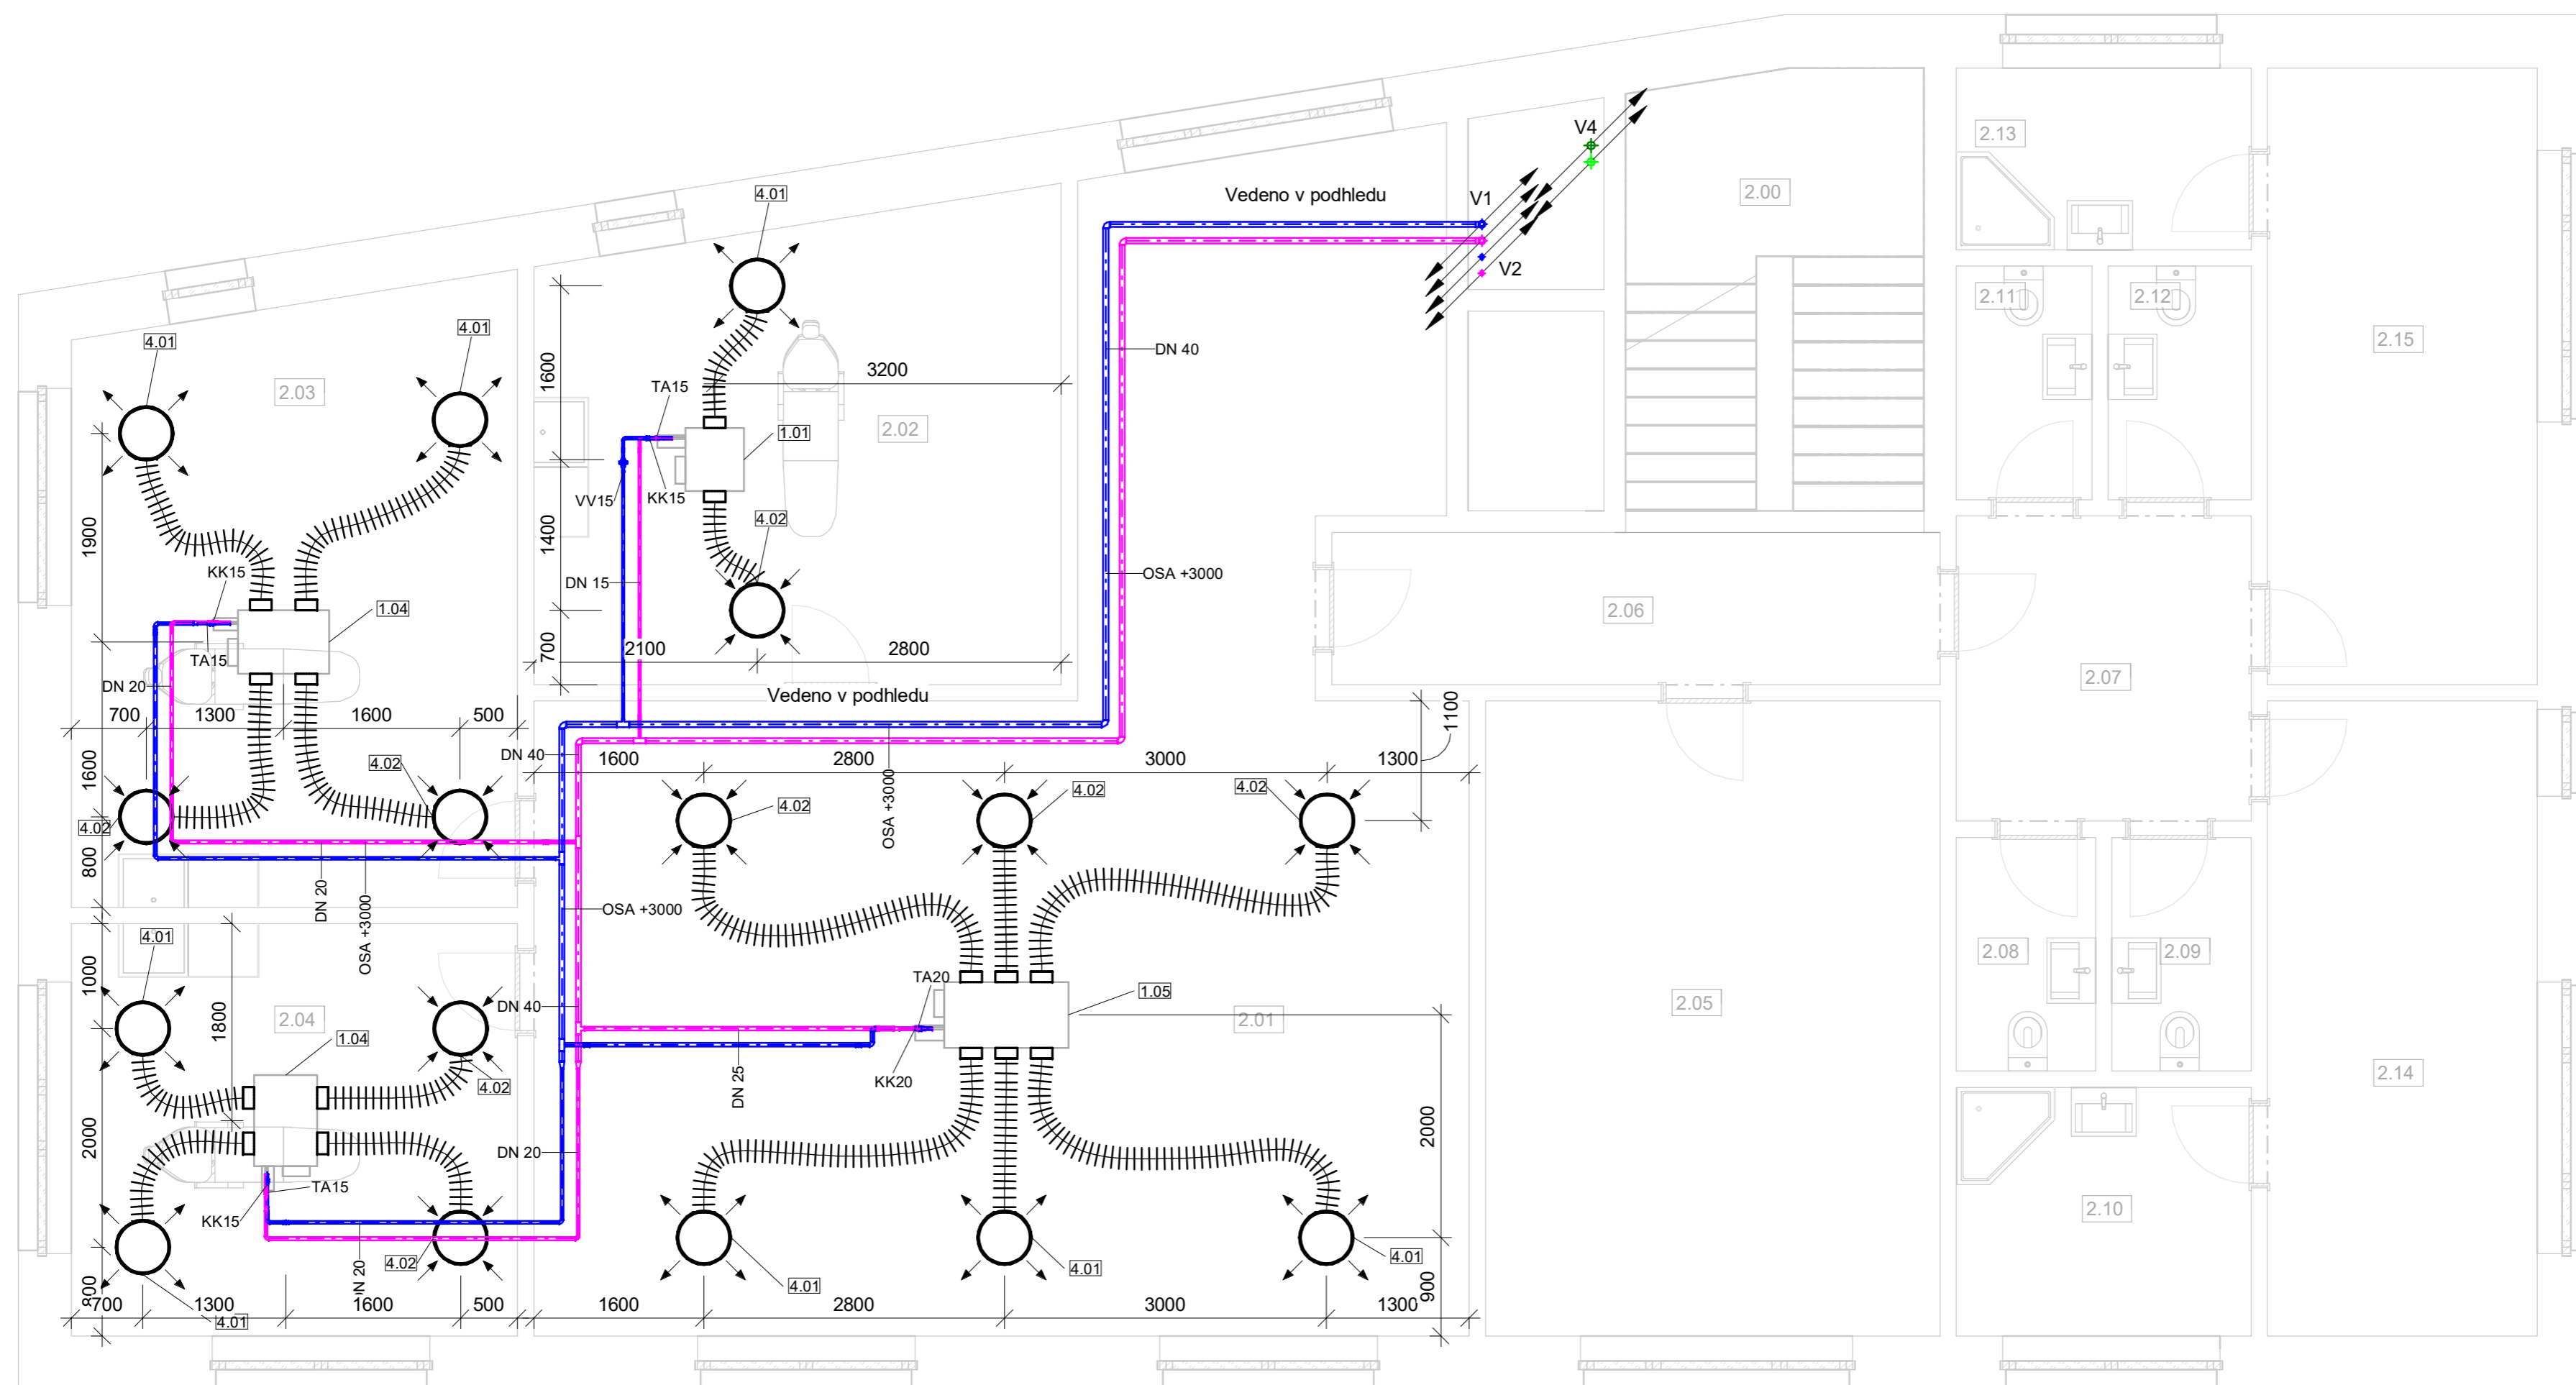 V4
2.13
4.01
Vedeno v podhledu
V1
2.00
V2
2.11
2.12
4.01
4.01
DN 40
2.15
1600
3200
2.03
TA15
1.01
2.02
VV15
KK15
1900
4.02
1400
KK15
DN 15
OSA +3000
1.04
2.06
TA15
700
2100
2800
DN 20
2.07
Vedeno v podhledu
700
1300
1600
500
1100
DN 40
1600
2800
3000
1300
1600
4.02
4.02
4.02
4.02
4.02
OSA +3000
800
DN 20
OSA +3000
OSA +3000
4.01
1000
2.08
2.09
TA20
1.05
DN 40
2.05
1800
2.04
2.01
1.04
KK20
2.14
4.02
DN 25
2000
2000
DN 20
TA15
KK15
2.10
4.02
DN 20
4.01
4.01
4.01
900
800
700
1300
1600
500
1600
2800
3000
1300
4.01